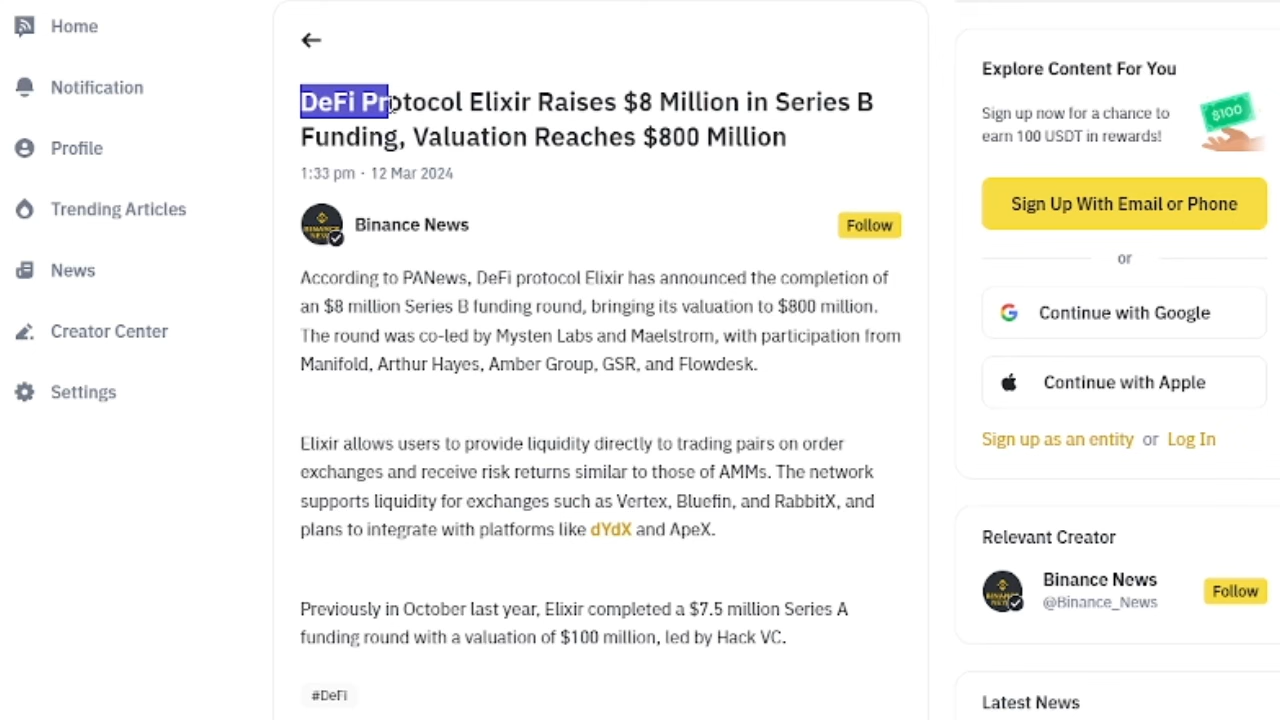 Home
Notification
Profile
Trending Articles
News
Creator Center
Settings
DeFi Protocol Elixir Raises $8 Million in Series B
Funding, Valuation Reaches $800 Million
1:33 pm · 12 Mar 2024
Binance News
Follow
According to PANews, DeFi protocol Elixir has announced the completion of
an $8 million Series B funding round, bringing its valuation to $800 million.
The round was co-led by Mysten Labs and Maelstrom, with participation from
Manifold, Arthur Hayes, Amber Group, GSR, and Flowdesk.
Elixir allows users to provide liquidity directly to trading pairs on order
exchanges and receive risk returns similar to those of AMMs. The network
supports liquidity for exchanges such as Vertex, Bluefin, and RabbitX, and
plans to integrate with platforms like dYdX and ApeX.
Previously in October last year, Elixir completed a $7.5 million Series A
funding round with a valuation of $100 million, led by Hack VC.
#DeFi
Explore Content For You
Sign up now for a chance to
earn 100 USDT in rewards!
$100
Sign Up With Email or Phone
or
Continue with Google
Continue with Apple
Sign up as an entity or Log In
Relevant Creator
Binance News
@Binance_News
Follow
Latest News